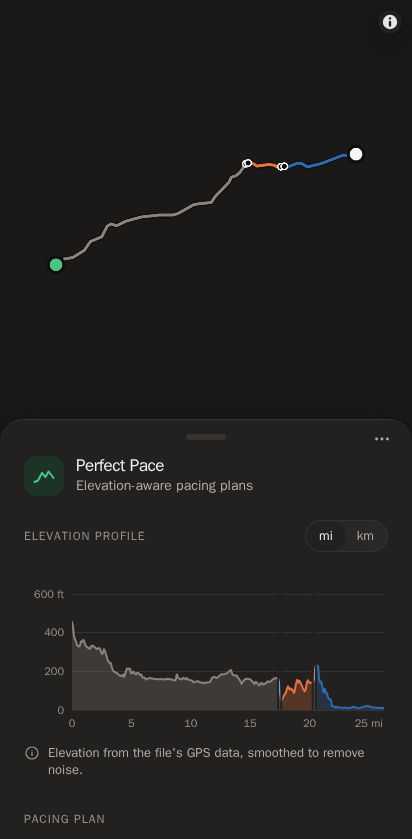 Perfect Pace
Elevation-aware pacing plans
ELEVATION PROFILE
mi km
600 ft
400
200
0
0 5 10 15 20 25 mi
Elevation from the file's GPS data, smoothed to remove
noise.
PACING PLAN